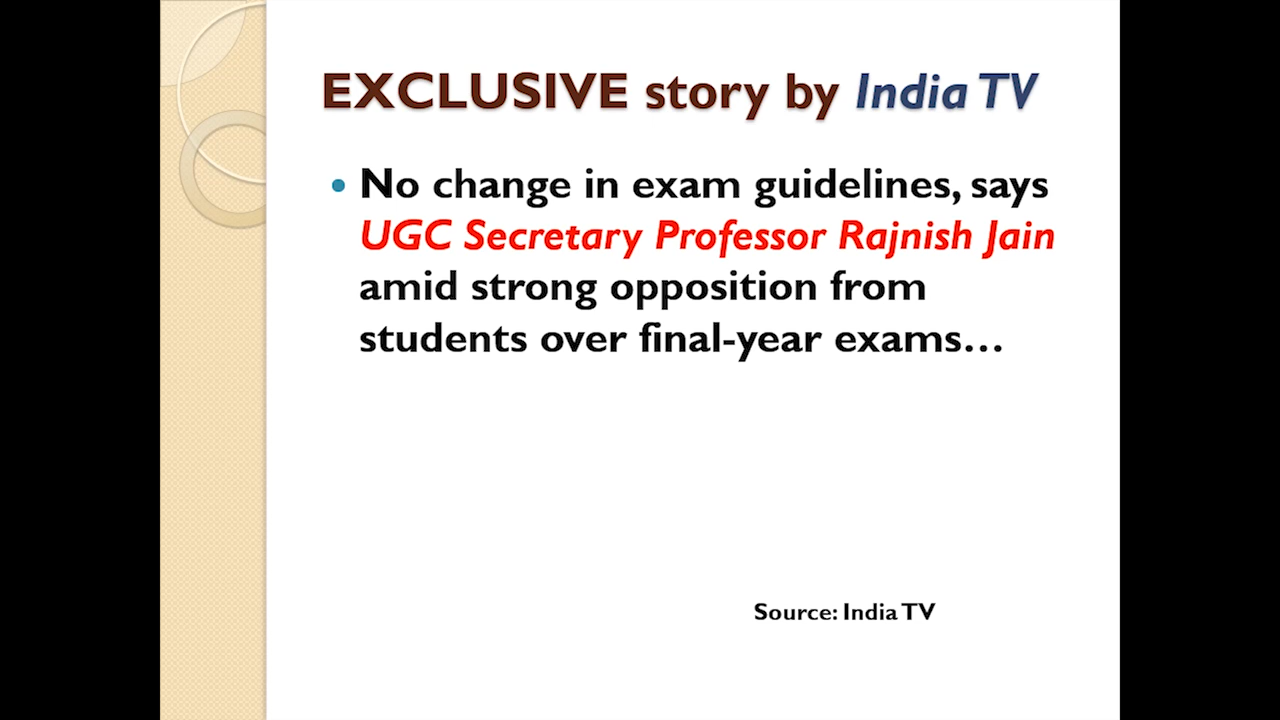 EXCLUSIVE story by India TV
• No change in exam guidelines, says
UGC Secretary Professor Rajnish Jain
amid strong opposition from
students over final-year exams…
Source: India TV